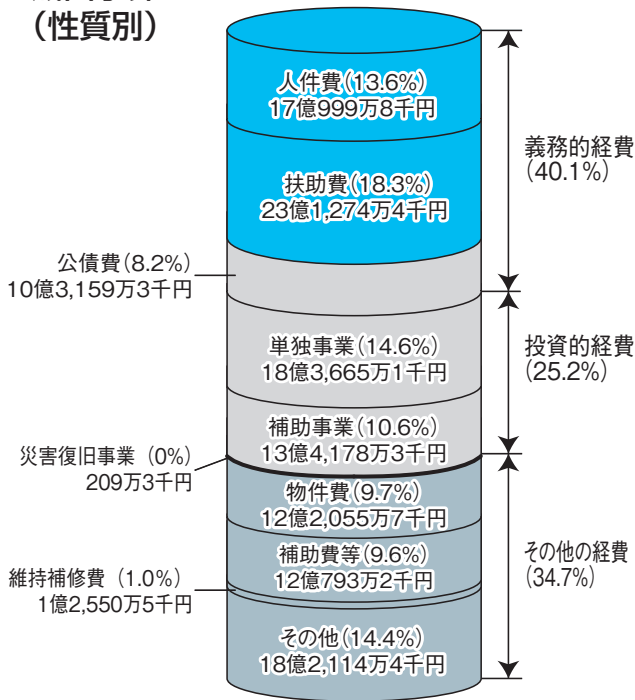 （性質別）
人件費（13.6%）
17億999万8千円
扶助費（18.3%）
23億1,274万4千円
義務的経費
（40.1%）
公債費（8.2%）
10億3,159万3千円
単独事業（14.6%）
18億3,665万1千円
投資的経費
（25.2%）
補助事業（10.6%）
13億4,178万3千円
災害復旧事業（0%）
209万3千円
物件費（9.7%）
12億2,055万7千円
補助費等（9.6%）
12億793万2千円
その他の経費
（34.7%）
維持補修費（1.0%）
1億2,550万5千円
その他（14.4%）
18億2,114万4千円